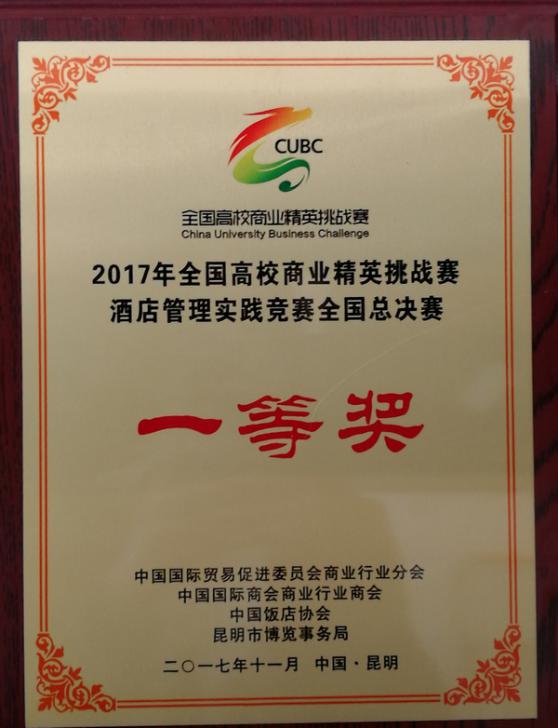 CUBC
全国高校商业精英挑战赛
China University Business Challenge
2017年全国高校商业精英挑战赛
酒店管理实践竞赛全国总决赛
一等奖
中国国际贸易促进委员会商业行业分会
中国国际商会商业行业商会
中国饭店协会
昆明市博览事务局
二〇一七年十一月 中国·昆明